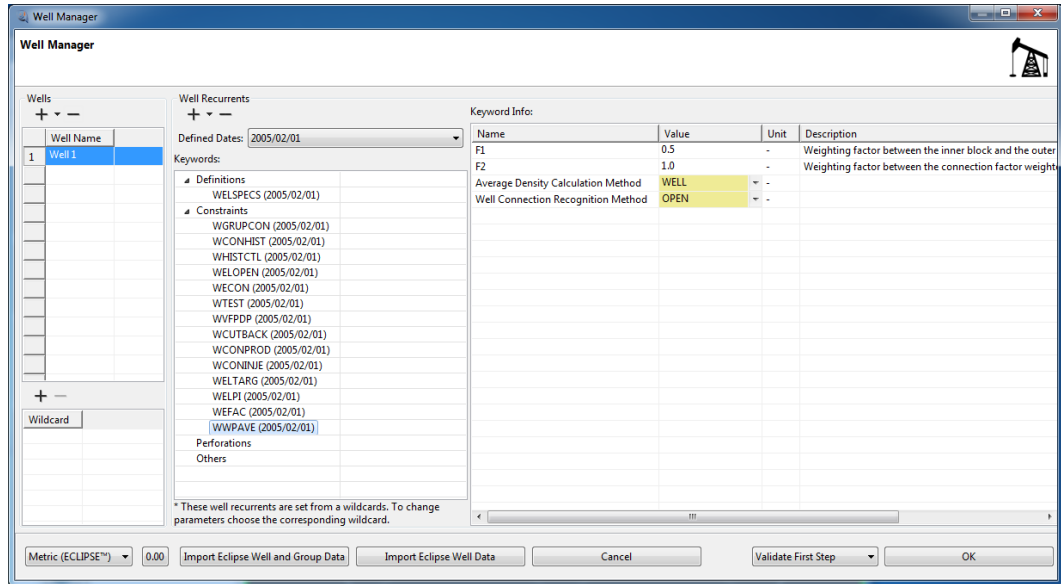 Well Manager
Well Manager
Wells
Well Name
1 Well 1
Wildcard
Well Recurrents
Defined Dates: 2005/02/01
Keywords:
Definitions
WELSPECS (2005/02/01)
Constraints
WGRUPCON (2005/02/01)
WCONHIST (2005/02/01)
WHISTCTL (2005/02/01)
WELOPEN (2005/02/01)
WECON (2005/02/01)
WTEST (2005/02/01)
WVFPDP (2005/02/01)
WCUTBACK (2005/02/01)
WCONPROD (2005/02/01)
WCONINJE (2005/02/01)
WELTARG (2005/02/01)
WELPI (2005/02/01)
WEFAC (2005/02/01)
WWPAVE (2005/02/01)
Perforations
Others
* These well recurrents are set from a wildcards. To change
parameters choose the corresponding wildcard.
Keyword Info:
Name Value Unit Description
F1 0.5 - Weighting factor between the inner block and the outer
F2 1.0 - Weighting factor between the connection factor weighte
Average Density Calculation Method WELL -
Well Connection Recognition Method OPEN -
Metric (ECLIPSE™) 0.00 Import Eclipse Well and Group Data Import Eclipse Well Data Cancel Validate First Step OK